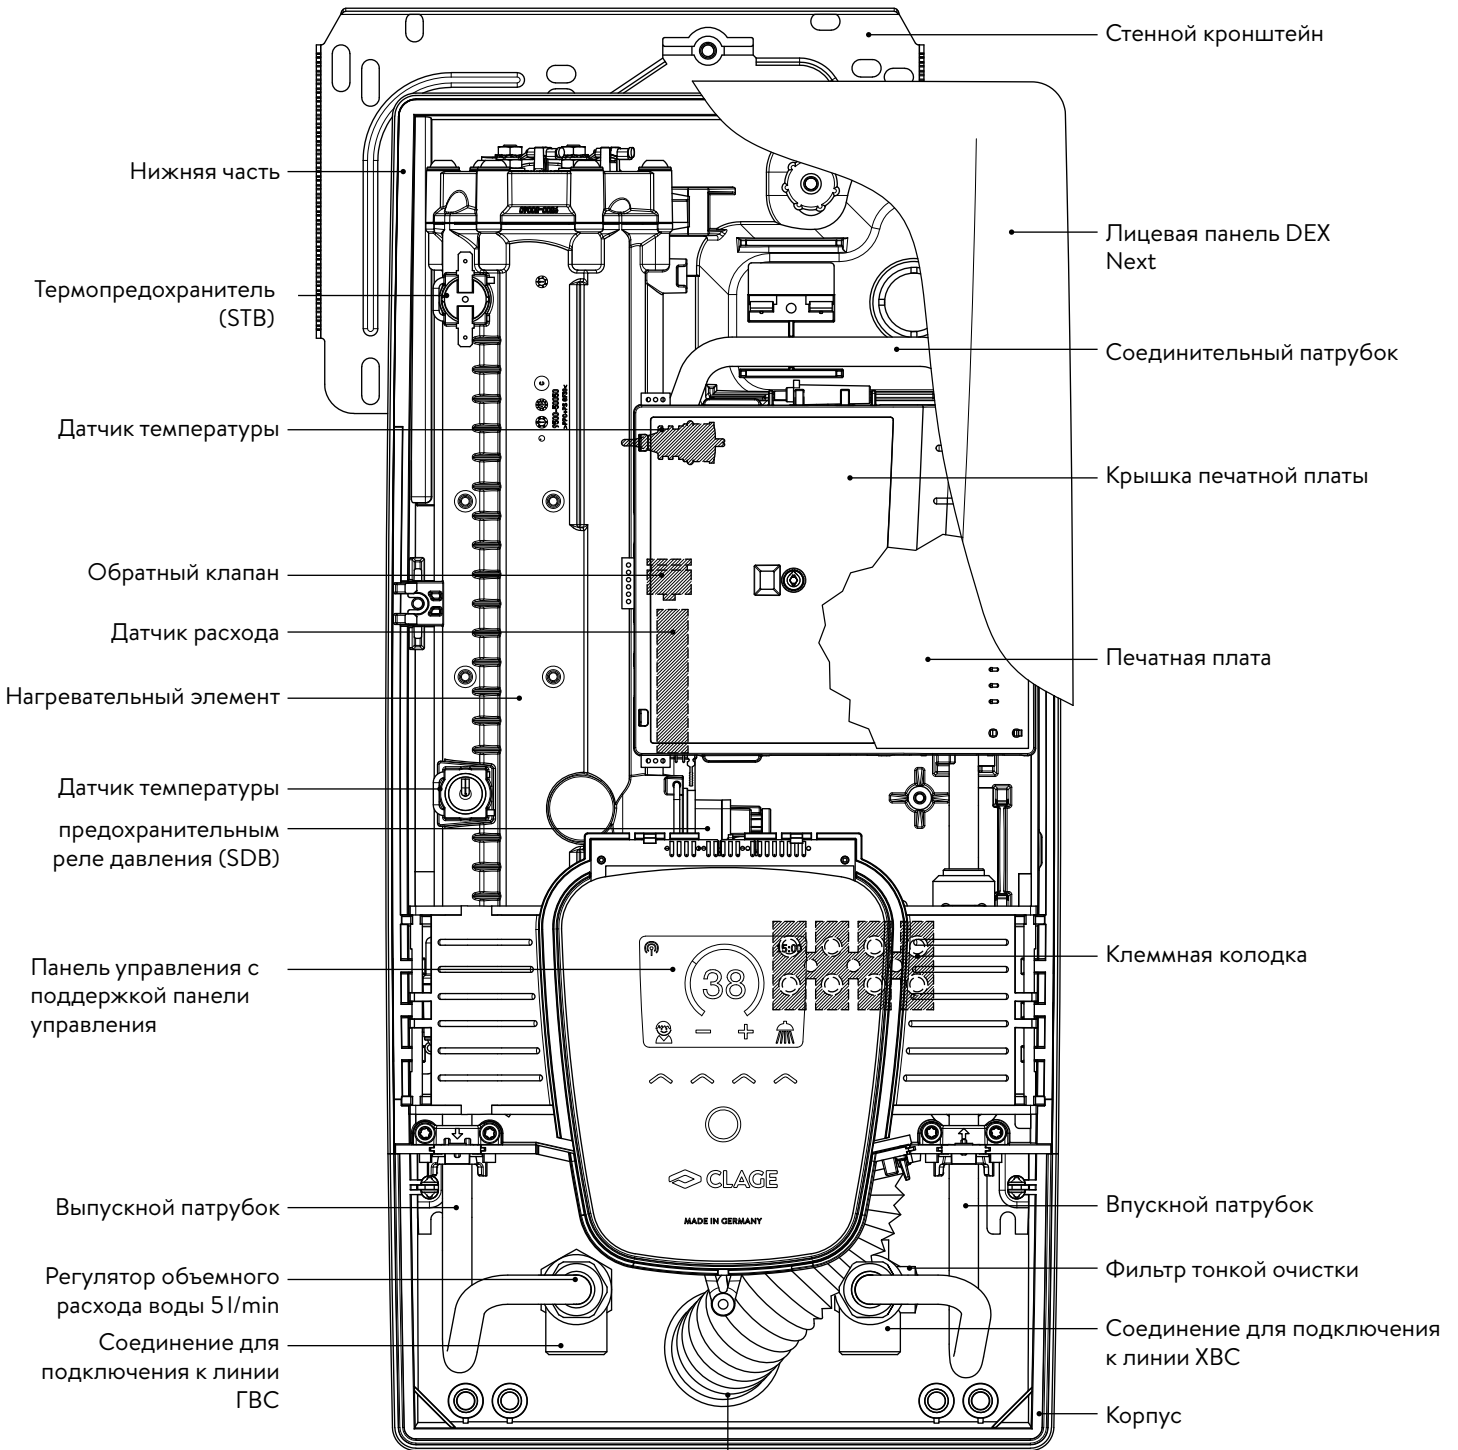 Стенной кронштейн
Нижняя часть
Лицевая панель DEX
Next
Термопредохранитель
(STB)
Соединительный патрубок
Датчик температуры
Крышка печатной платы
Обратный клапан
Датчик расхода
Печатная плата
Нагревательный элемент
Датчик температуры
предохранительным
реле давления (SDB)
Клеммная колодка
Панель управления с
поддержкой панели
управления
15:00
38
CLAGE
MADE IN GERMANY
Выпускной патрубок
Впускной патрубок
Регулятор объемного
расхода воды 5 l/min
Фильтр тонкой очистки
Соединение для
подключения к линии
ГВС
Соединение для подключения
к линии ХВС
Корпус